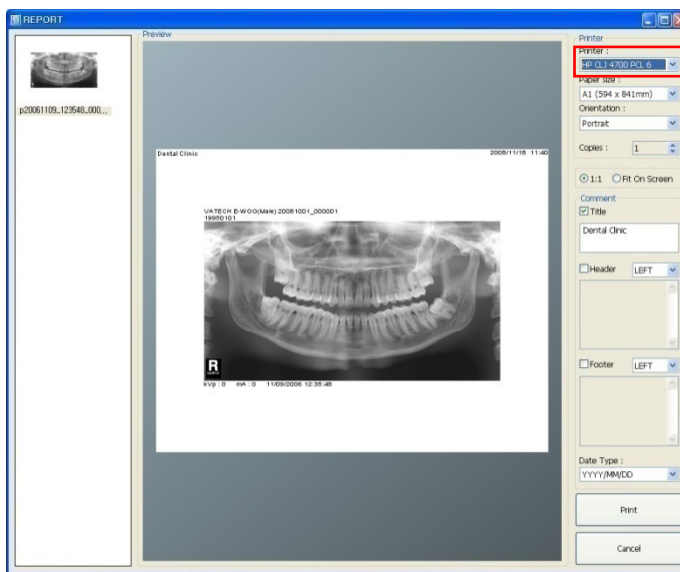 REPORT
p20061109_123548_000...
Preview
Dental Clinic
2008/11/18 11:40
VATECH E-WOO(Male) 20081001_000001
19980101
R
kVp : 0 mA : 0 11/09/2006 12:35:48
Printer
Printer :
HP CLJ 4700 PCL 6
Paper size :
A1 (594 x 841mm)
Orientation :
Portrait
Copies :
1
1:1 Fit On Screen
Comment
Title
Dental Clinic
Header LEFT
Footer LEFT
Date Type :
YYYY/MM/DD
Print
Cancel